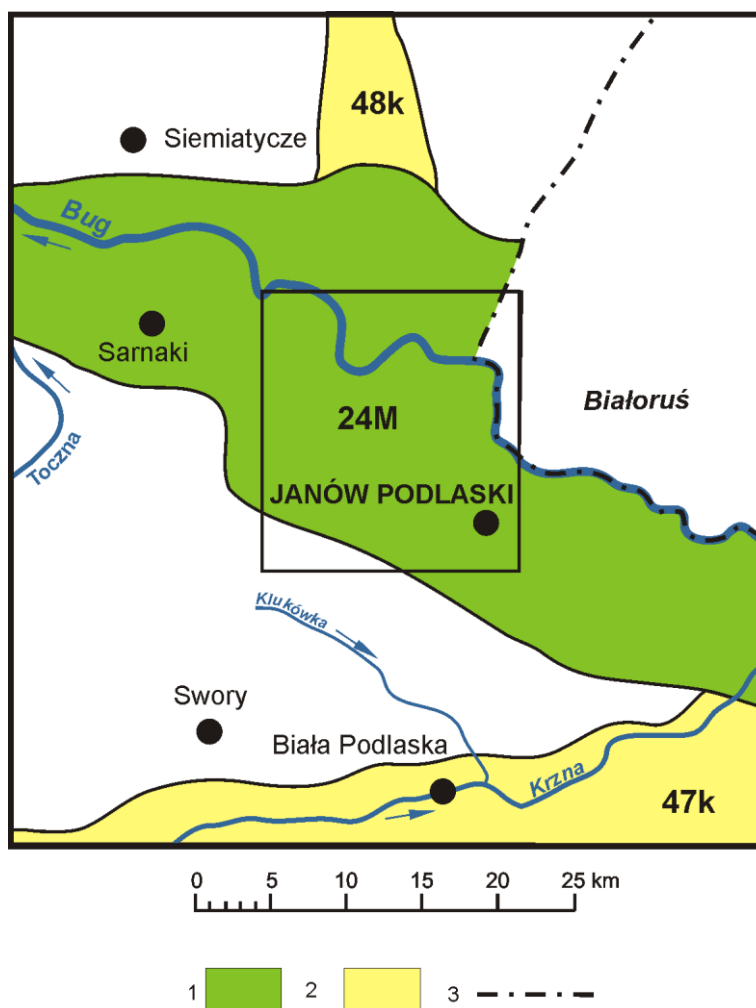 48k
Siemiatycze
Bug
Sarnaki
Białoruś
24M
Toczna
JANÓW PODLASKI
Klukówka
Swory
Biała Podlaska
Krzna
47k
0 5 10 15 20 25 km
1 2 3